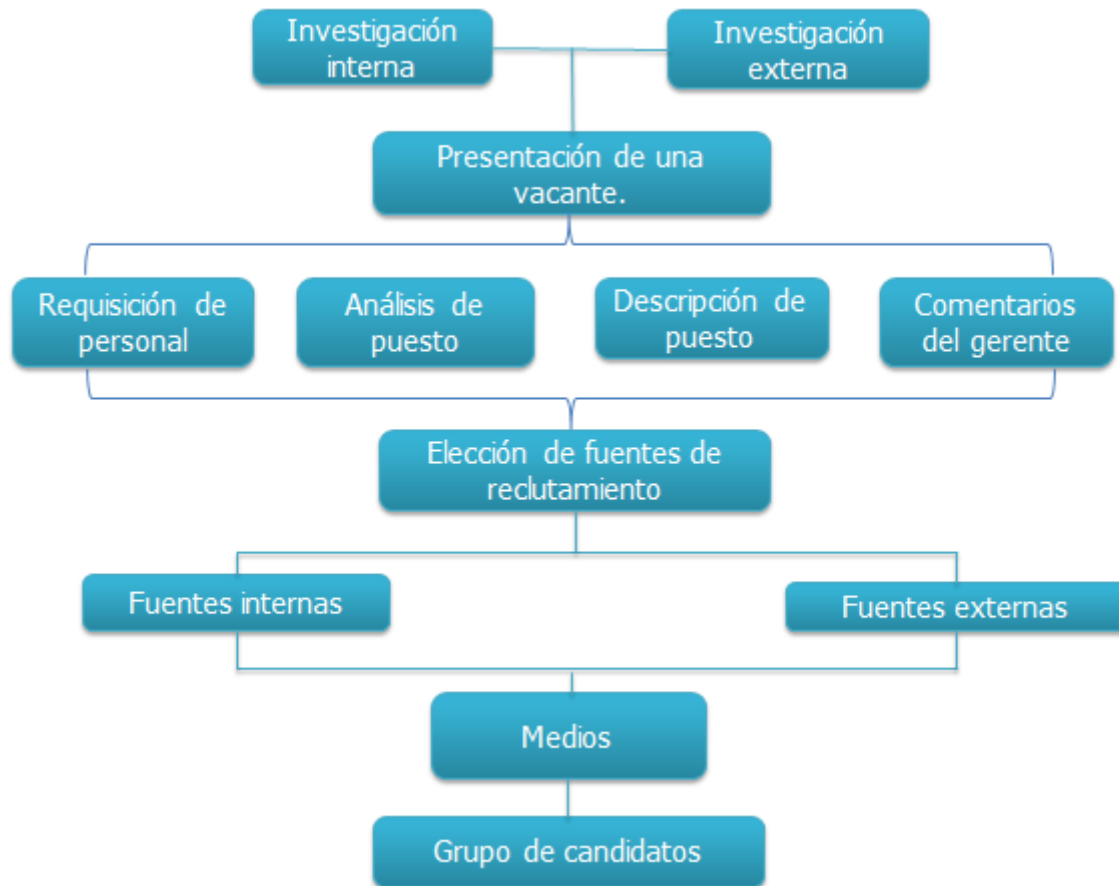 Investigación
interna
Investigación
externa
Presentación de una
vacante.
Requisición de
personal
Análisis de
puesto
Descripción de
puesto
Comentarios
del gerente
Elección de fuentes de
reclutamiento
Fuentes internas
Fuentes externas
Medios
Grupo de candidatos